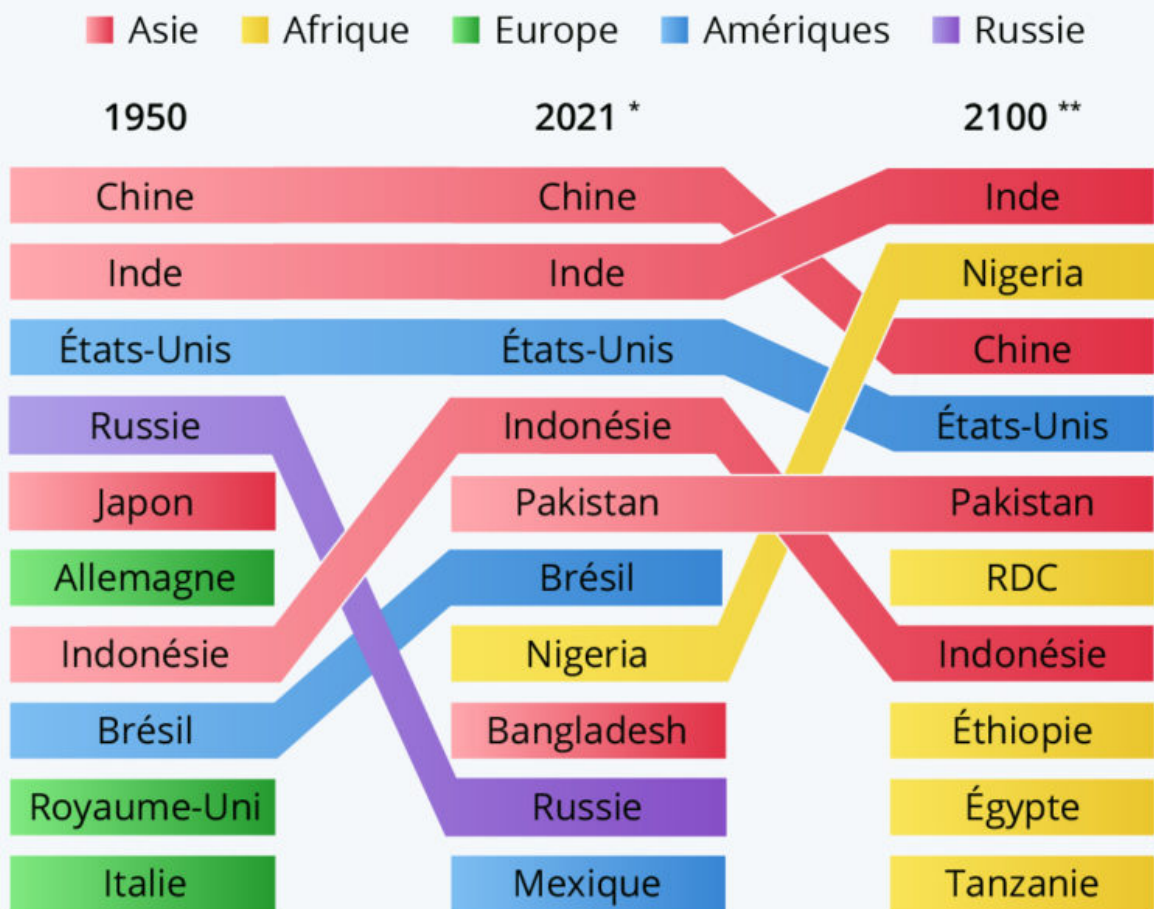 Asie Afrique Europe Amériques Russie
1950 2021 * 2100 **
Chine Chine Inde
Inde Inde Nigeria
États-Unis États-Unis Chine
Russie Indonésie États-Unis
Japon Pakistan Pakistan
Allemagne Brésil RDC
Indonésie Nigeria Indonésie
Brésil Bangladesh Éthiopie
Royaume-Uni Russie Égypte
Italie Mexique Tanzanie